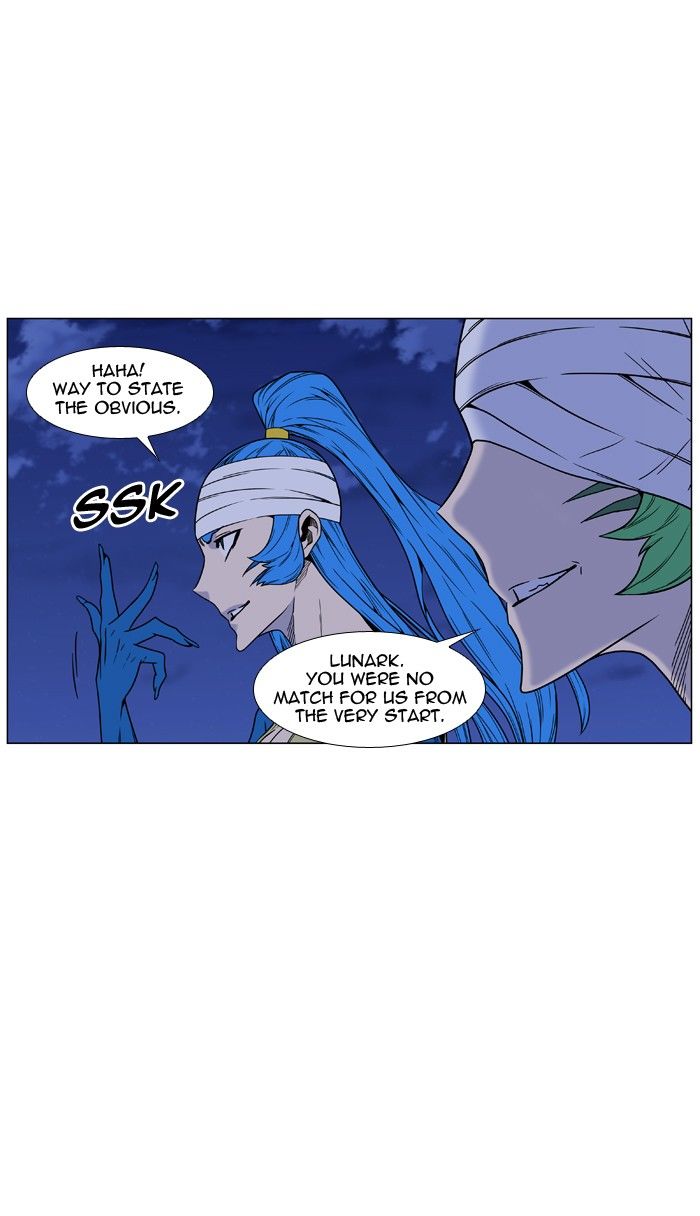 HAHA!
WAY TO STATE
THE OBVIOUS.
SSK
LUNARK.
YOU WERE NO
MATCH FOR US FROM
THE VERY START.